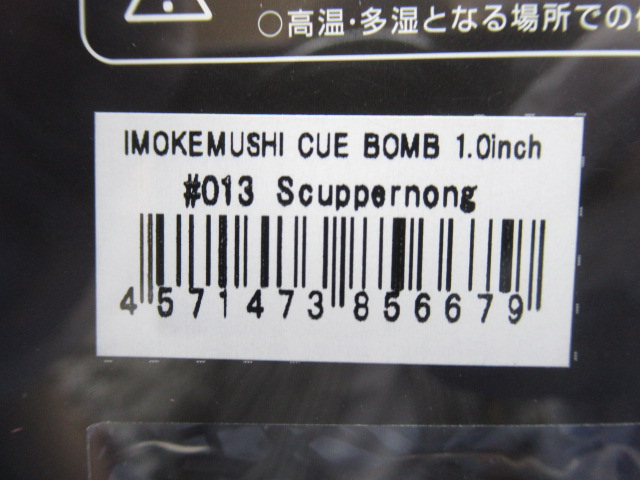 ○高温・多湿となる場所での
IMOKEMUSHI CUE BOMB 1.0inch
#013 Scuppernong
4 571473 856679